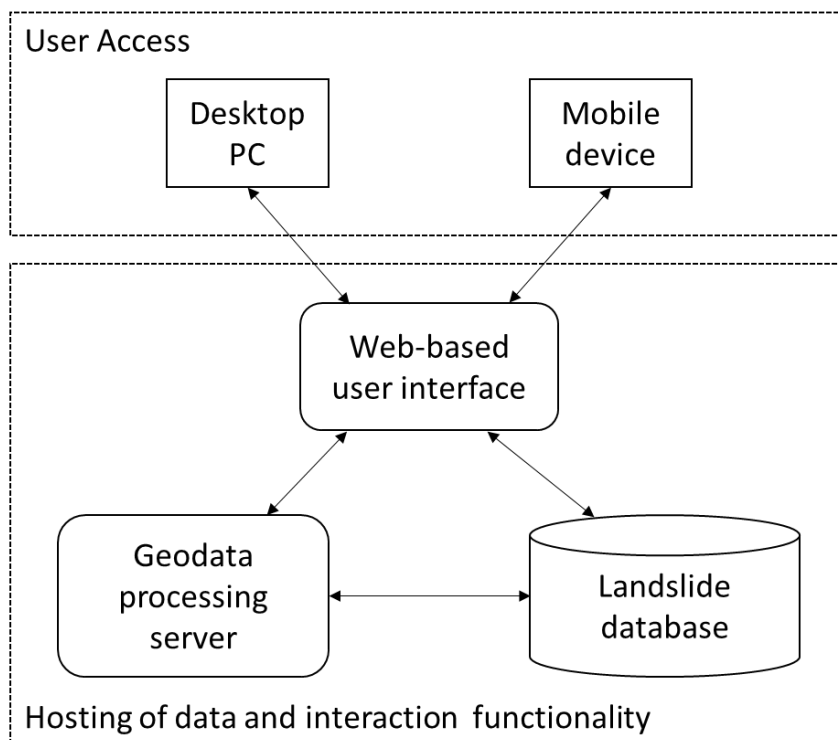 User Access
Desktop
PC
Mobile
device
Web-based
user interface
Geodata
processing
server
Landslide
database
Hosting of data and interaction functionality